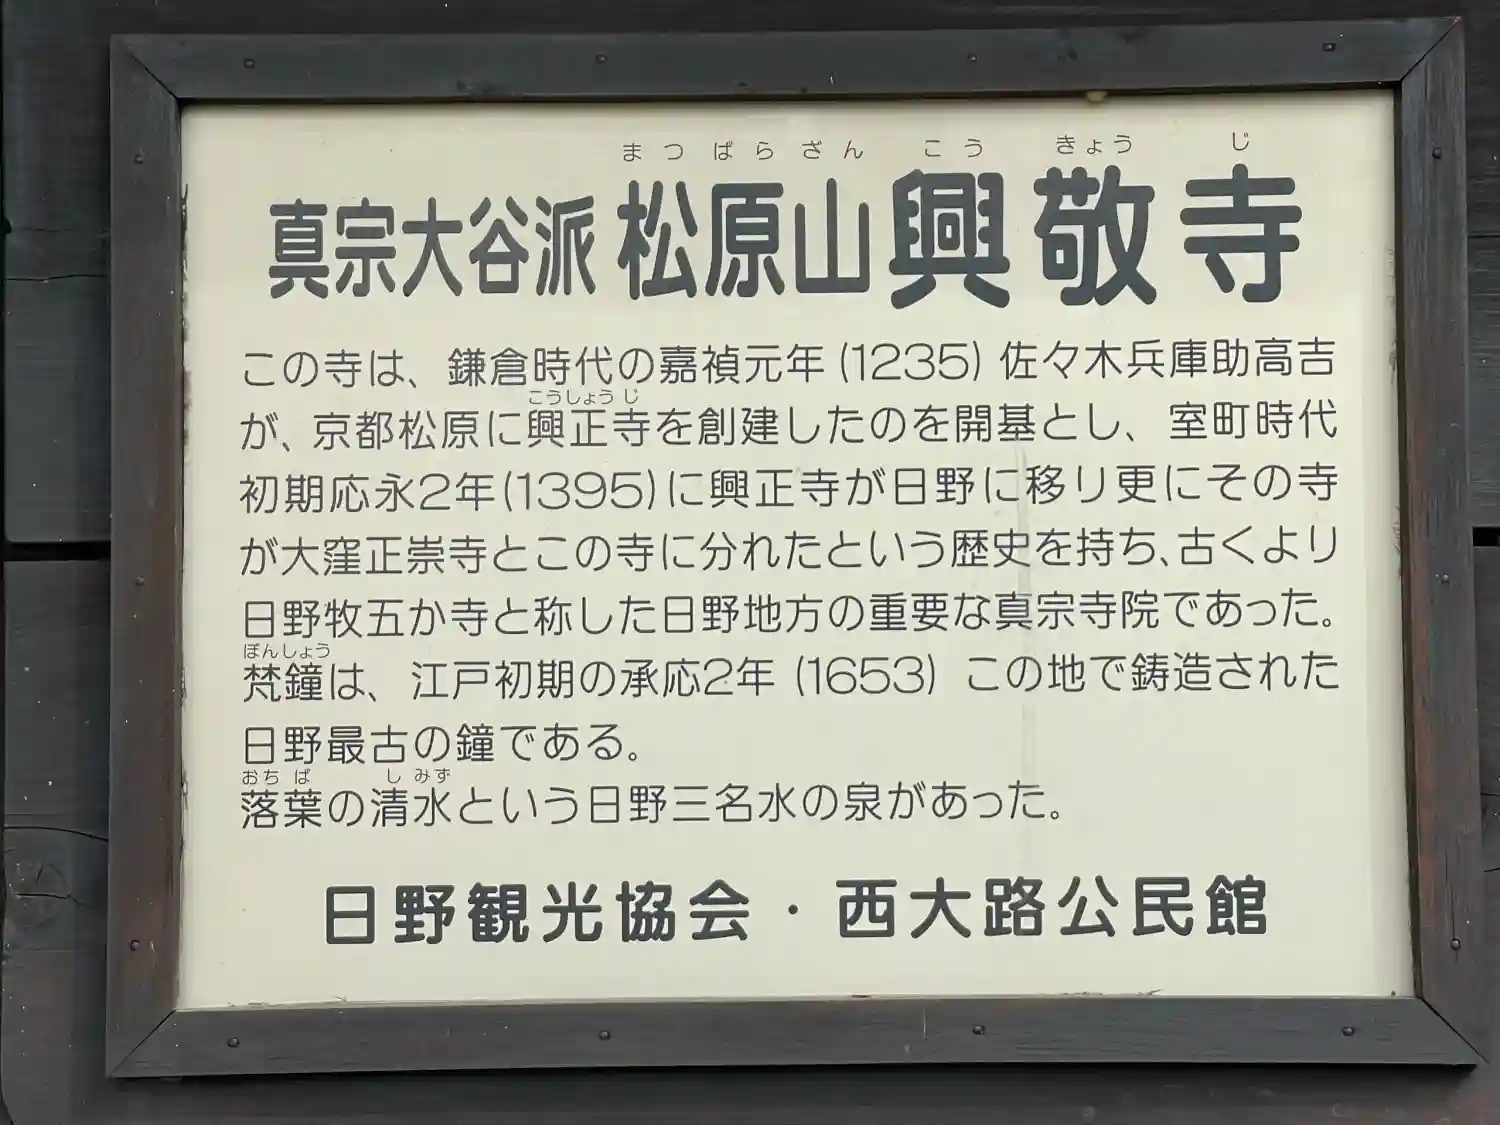 まつばらざん こうきょうじ
真宗大谷派 松原山 興敬寺
この寺は、鎌倉時代の嘉禎元年(1235)佐々木兵庫助高吉
こうしょうじ
が、京都松原に興正寺を創建したのを開基とし、室町時代
初期応永2年(1395)に興正寺が日野に移り更にその寺
が大窪正崇寺とこの寺に分れたという歴史を持ち、古くより
日野牧五か寺と称した日野地方の重要な真宗寺院であった。
ぼんしょう
梵鐘は、江戸初期の承応2年(1653)この地で鋳造された
日野最古の鐘である。
おちば しみず
落葉の清水という日野三名水の泉があった。
日野観光協会・西大路公民館